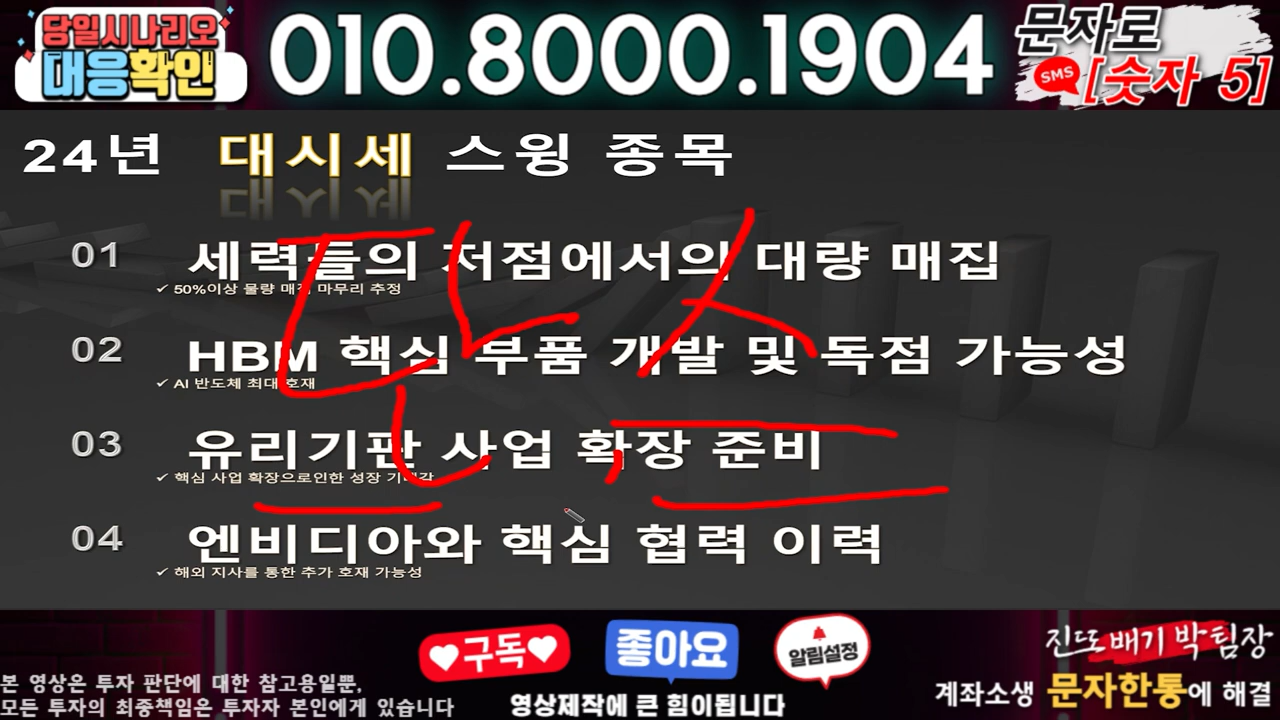 당일시나리오
대응확인
010.8000.1904
문자로
SMS [숫자 5]
24년 대시세 스윙 종목
01 세력들의 저점에서의 대량 매집
✓ 50%이상 물량 매집 마무리 추정
02 HBM 핵심 부품 개발 및 독점 가능성
✓ AI 반도체 최대 호재
03 유리기판 사업 확장 준비
✓ 핵심 사업 확장으로인한 성장 기대감
04 엔비디아와 핵심 협력 이력
✓ 해외 지사를 통한 추가 호재 가능성
구독
좋아요
알림설정
영상제작에 큰 힘이됩니다
본 영상은 투자 판단에 대한 참고용일뿐,
모든 투자의 최종책임은 투자자 본인에게 있습니다
진또배기 박팀장
계좌소생 문자한통에 해결